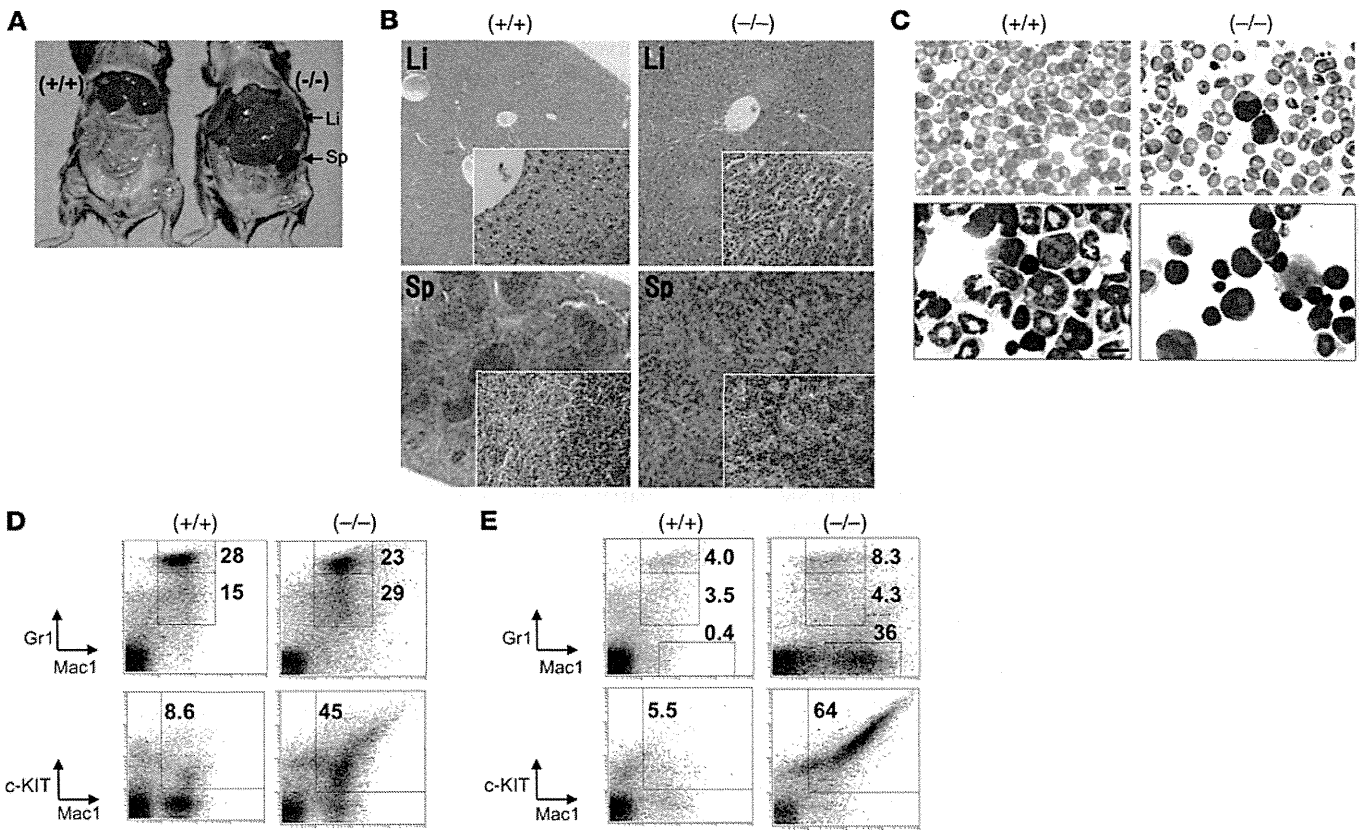 A
(+/+)
(-/-)
Li
Sp
B
(+/+)
(–/–)
Li
Li
Sp
Sp
C
(+/+)
(–/–)
D
(+/+)
(–/–)
28
15
23
29
Gr1
Mac1
8.6
45
c-KIT
Mac1
E
(+/+)
(–/–)
4.0
3.5
0.4
8.3
4.3
36
Gr1
Mac1
5.5
64
c-KIT
Mac1